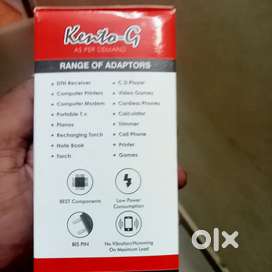 Kento-G
AS PER DEMAND
RANGE OF ADAPTORS
DTH Receiver
Computer Printers
Computer Modem
Portable T.v
Pianos
Recharging Torch
Note Book
Torch
C.D.Player
Video Games
Cordless Phones
Calculator
Trimmer
Cell Phone
Printer
Games
BEST Components
Low Power
Consumption
BIS PIN
No Vibration/Humming
On Maximum Load
OLX